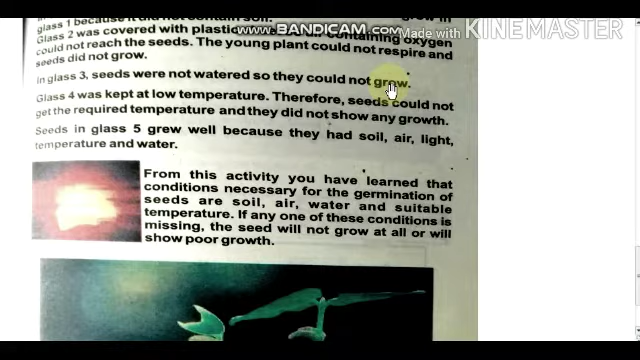 glass 1 because it did not contain soil. grow in
www.BANDICAM.com
Made with KINEMASTER
Glass 2 was covered with plastic containing oxygen
could not reach the seeds. The young plant could not respire and
seeds did not grow.
in glass 3, seeds were not watered so they could not grow.
Glass 4 was kept at low temperature. Therefore, seeds could not
get the required temperature and they did not show any growth.
Seeds in glass 5 grew well because they had soil, air, light,
temperature and water.
From this activity you have learned that
conditions necessary for the germination of
seeds are soil, air, water and suitable
temperature. If any one of these conditions is
missing, the seed will not grow at all or will
show poor growth.